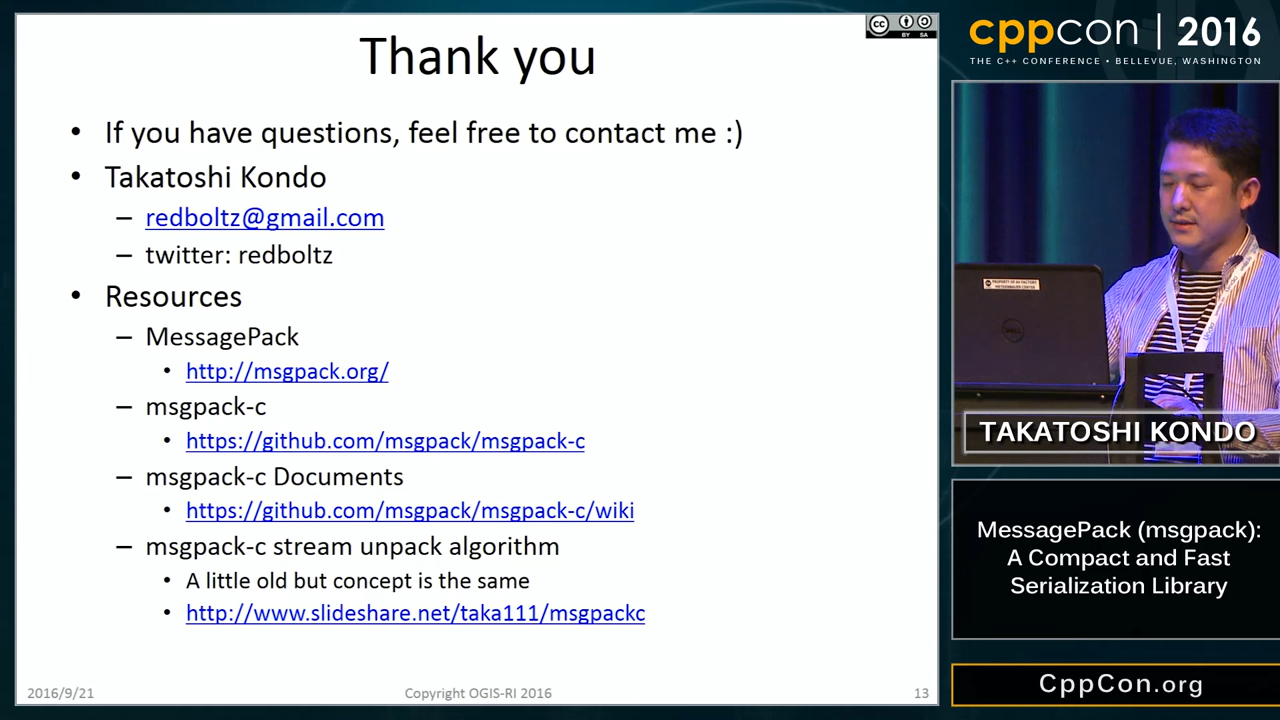 Thank you
cc BY SA
• If you have questions, feel free to contact me :)
• Takatoshi Kondo
– redboltz@gmail.com
– twitter: redboltz
• Resources
– MessagePack
• http://msgpack.org/
– msgpack-c
• https://github.com/msgpack/msgpack-c
– msgpack-c Documents
• https://github.com/msgpack/msgpack-c/wiki
– msgpack-c stream unpack algorithm
• A little old but concept is the same
• http://www.slideshare.net/taka111/msgpackc
2016/9/21
Copyright OGIS-RI 2016
13
cppcon | 2016
THE C++ CONFERENCE • BELLEVUE, WASHINGTON
DELL
TAKATOSHI KONDO
MessagePack (msgpack):
A Compact and Fast
Serialization Library
CppCon.org